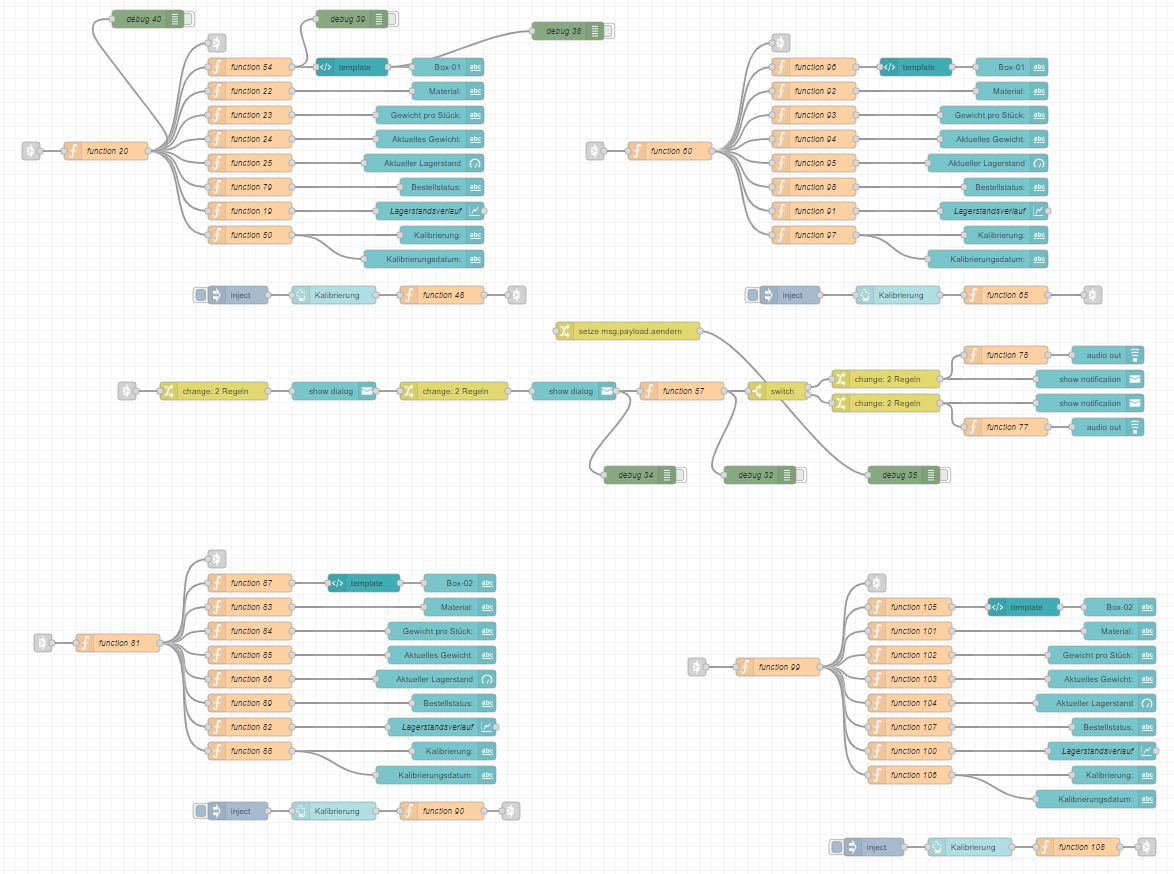 debug 40
debug 39
debug 38
function 54
template
Box-01
abc
function 22
Material:
abc
function 23
Gewicht pro Stück:
abc
function 24
Aktuelles Gewicht:
abc
function 20
function 25
Aktueller Lagerstand
function 79
Bestellstatus:
abc
function 19
Lagerstandsverlauf
function 50
Kalibrierung:
abc
Kalibrierungsdatum:
abc
inject
Kalibrierung
function 48
function 96
template
Box-01
abc
function 92
Material:
abc
function 93
Gewicht pro Stück:
abc
function 94
Aktuelles Gewicht:
abc
function 60
function 95
Aktueller Lagerstand
function 98
Bestellstatus:
abc
function 91
Lagerstandsverlauf
function 97
Kalibrierung:
abc
Kalibrierungsdatum:
abc
inject
Kalibrierung
function 65
setze msg.payload.aendern
change: 2 Regeln
show dialog
change: 2 Regeln
show dialog
function 57
switch
change: 2 Regeln
change: 2 Regeln
function 78
audio out
show notification
show notification
function 77
audio out
debug 34
debug 32
debug 35
function 87
template
Box-02
abc
function 83
Material:
abc
function 84
Gewicht pro Stück:
abc
function 81
function 85
Aktuelles Gewicht:
abc
function 86
Aktueller Lagerstand
function 89
Bestellstatus:
abc
function 82
Lagerstandsverlauf
function 88
Kalibrierung:
abc
Kalibrierungsdatum:
abc
inject
Kalibrierung
function 90
function 105
template
Box-02
abc
function 101
Material:
abc
function 102
Gewicht pro Stück:
abc
function 99
function 103
Aktuelles Gewicht:
abc
function 104
Aktueller Lagerstand
function 107
Bestellstatus:
abc
function 100
Lagerstandsverlauf
function 106
Kalibrierung:
abc
Kalibrierungsdatum:
abc
inject
Kalibrierung
function 108